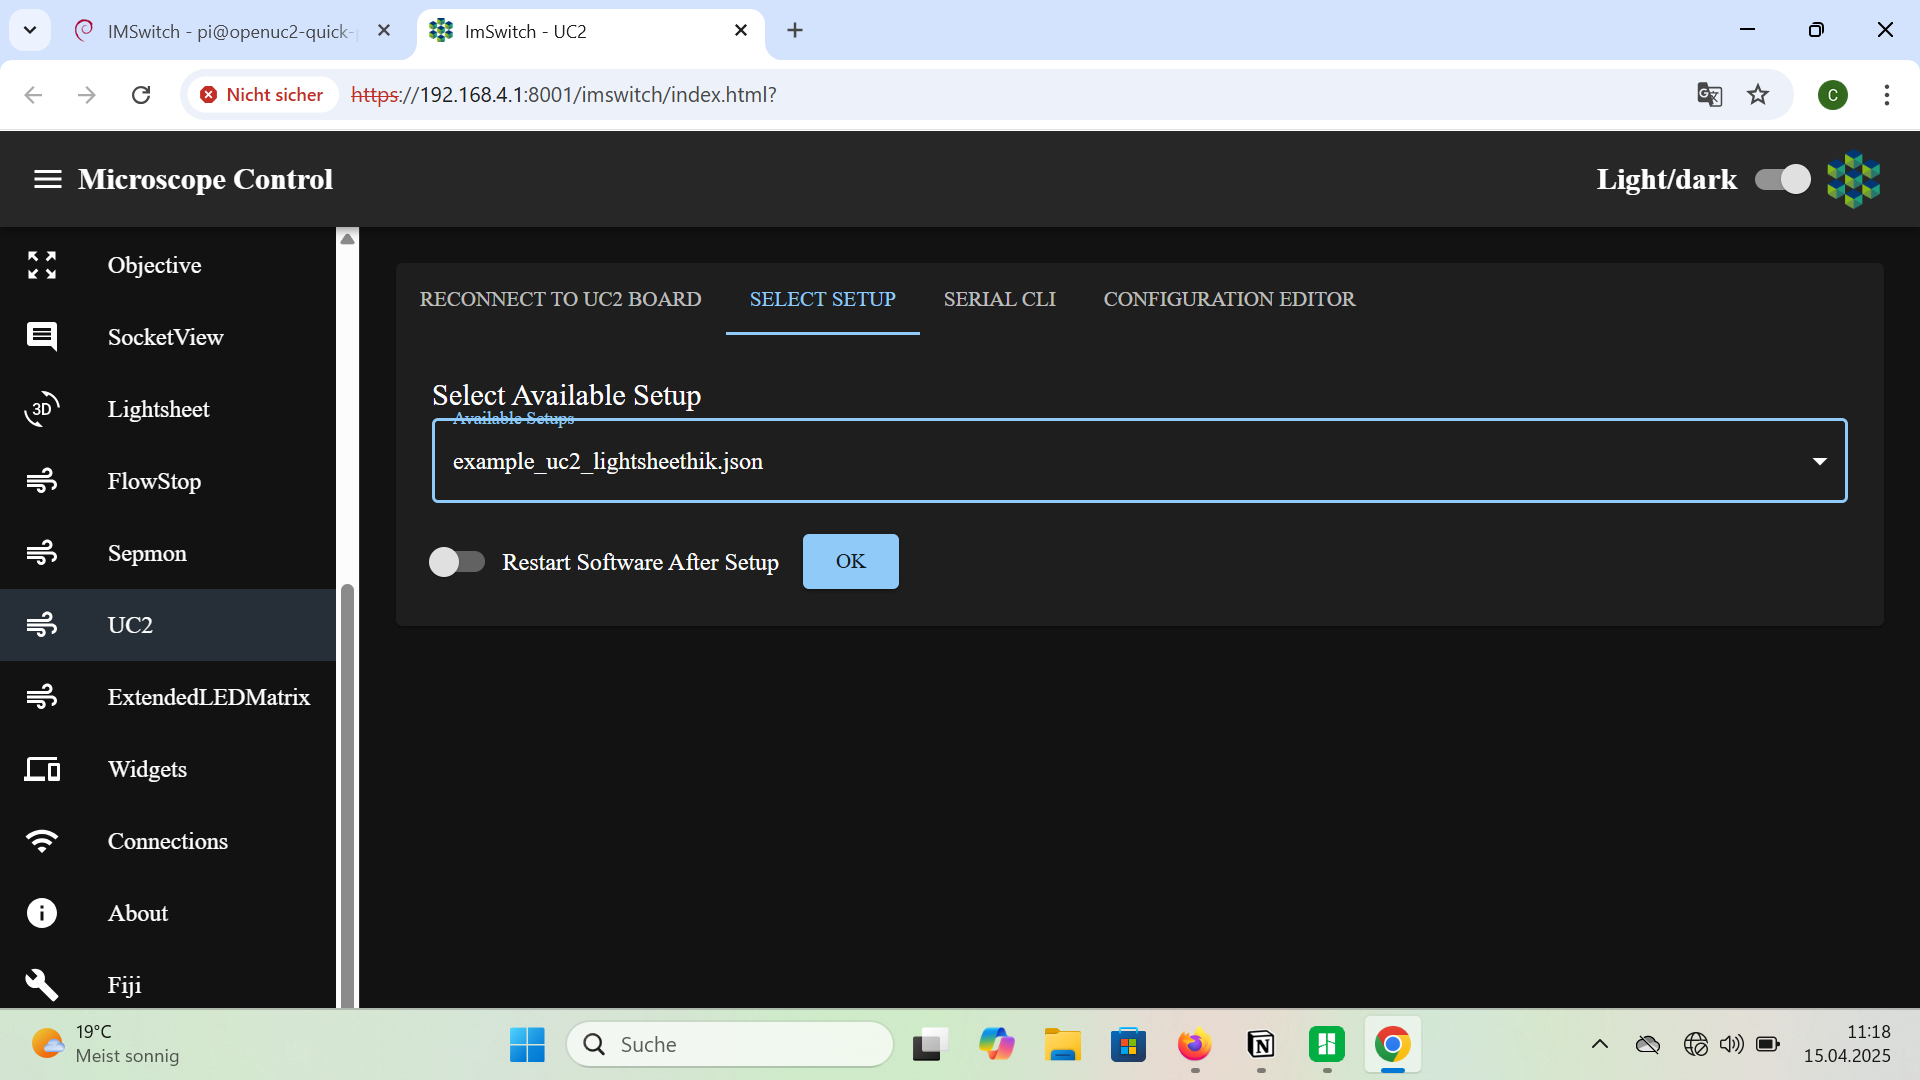 IMSwitch - pi@openuc2-quick-
ImSwitch - UC2
Nicht sicher
https://192.168.4.1:8001/imswitch/index.html?
C
Microscope Control
Light/dark
Objective
SocketView
3D
Lightsheet
FlowStop
Sepmon
UC2
ExtendedLEDMatrix
Widgets
Connections
About
Fiji
RECONNECT TO UC2 BOARD
SELECT SETUP
SERIAL CLI
CONFIGURATION EDITOR
Select Available Setup
Available Setups
example_uc2_lightsheethik.json
Restart Software After Setup
OK
19°C
Meist sonnig
Suche
11:18
15.04.2025